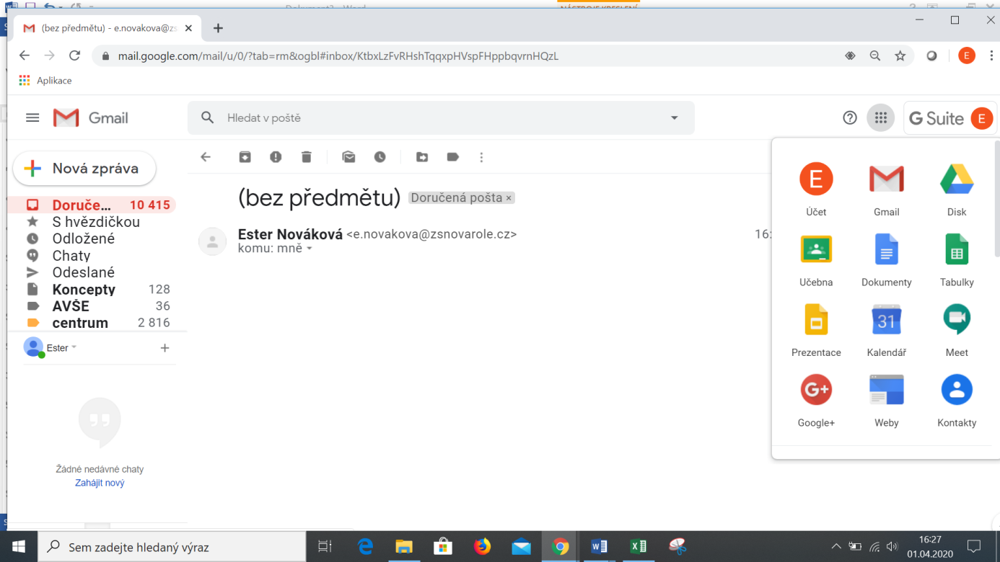 NÁSTROJE KRESLENÍ
(bez předmětu) - e.novakova@zs
mail.google.com/mail/u/0/?tab=rm&ogbl#inbox/KtbxLzFvRHshTqqxpHVspFHppbqvrnHQzL
E
Aplikace
Gmail
Hledat v poště
G Suite
E
Nová zpráva
Doruče... 10 415
S hvězdičkou
Odložené
Chaty
Odeslané
Koncepty 128
AVŠE 36
centrum 2 816
Ester
Žádné nedávné chaty
Zahájit nový
(bez předmětu) Doručená pošta ×
Ester Nováková <e.novakova@zsnovarole.cz> 16:
komu: mně
E
Účet Gmail Disk
Učebna Dokumenty Tabulky
31
Prezentace Kalendář Meet
G+
Google+ Weby Kontakty
Sem zadejte hledaný výraz
16:27
01.04.2020